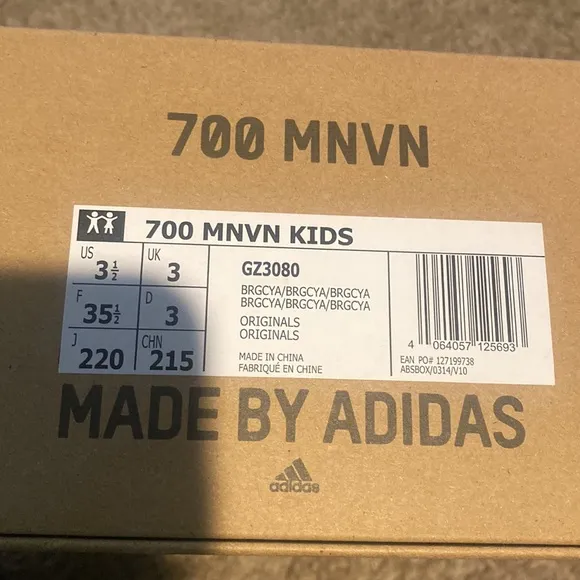 700 MNVN
700 MNVN KIDS
US 3½ UK 3
F 35½ D 3
J 220 CHN 215
GZ3080
BRGCYA/BRGCYA/BRGCYA
BRGCYA/BRGCYA/BRGCYA
ORIGINALS
ORIGINALS
MADE IN CHINA
FABRIQUÉ EN CHINE
4 064057 125693
EAN PO# 127199738
ABSBOX/0314/V10
MADE BY ADIDAS
adidas